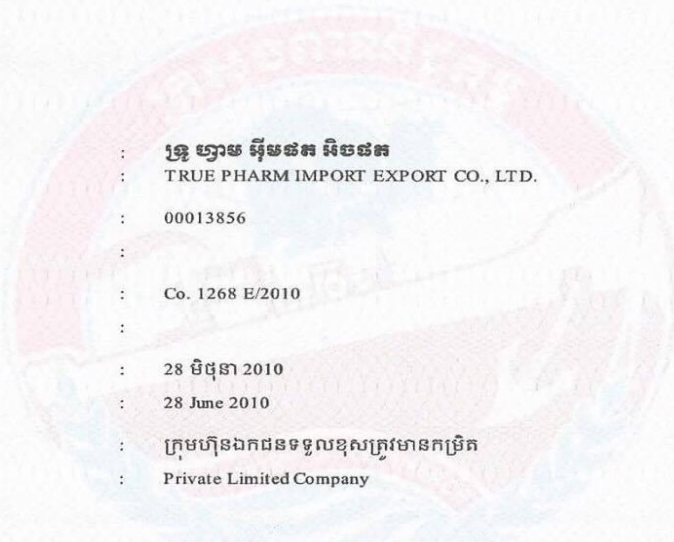 : ទ្រូ ហ្វាម អ៊ីមផត អិចផត
: TRUE PHARM IMPORT EXPORT CO., LTD.
: 00013856
:
: Co. 1268 E/2010
:
: 28 មិថុនា 2010
: 28 June 2010
: ក្រុមហ៊ុនឯកជនទទួលខុសត្រូវមានកម្រិត
: Private Limited Company